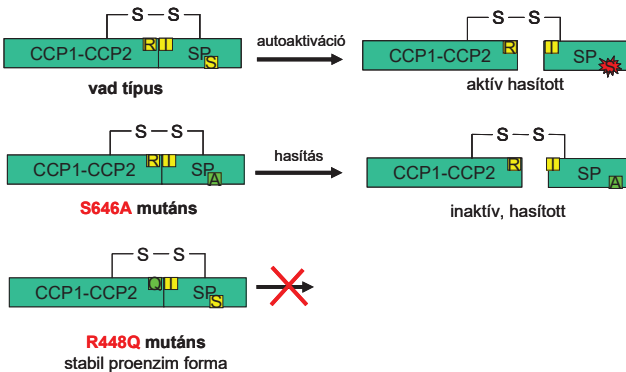 S S
CCP1-CCP2 R I SP S
vad típus
autoaktiváció
S S
CCP1-CCP2 R I SP S
aktív hasított
S S
CCP1-CCP2 R I SP A
S646A mutáns
hasítás
S S
CCP1-CCP2 R I SP A
inaktív, hasított
S S
CCP1-CCP2 Q I SP S
R448Q mutáns
stabil proenzim forma